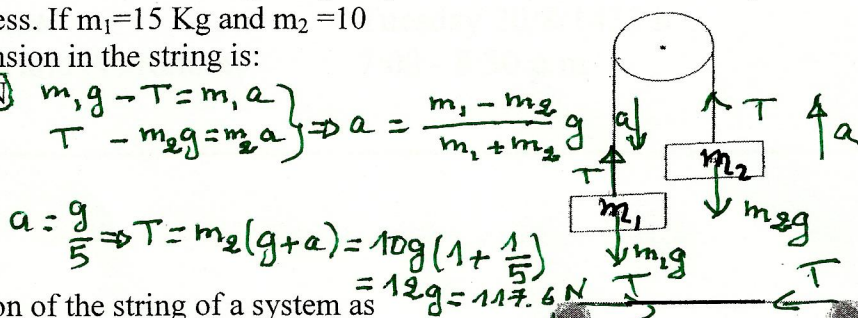 ess. If m₁=15 Kg and m₂ =10
nsion in the string is:
m₁g - T = m₁a
T - m₂g = m₂a } ⇒ a = (m₁ - m₂)/(m₁ + m₂) g
a = g/5 ⇒ T = m₂(g+a) = 10g(1 + 1/5)
= 12g = 117.6 N
on of the string of a system as
a
T
a
T
m₂
m₁
m₂g
m₁g
T
T